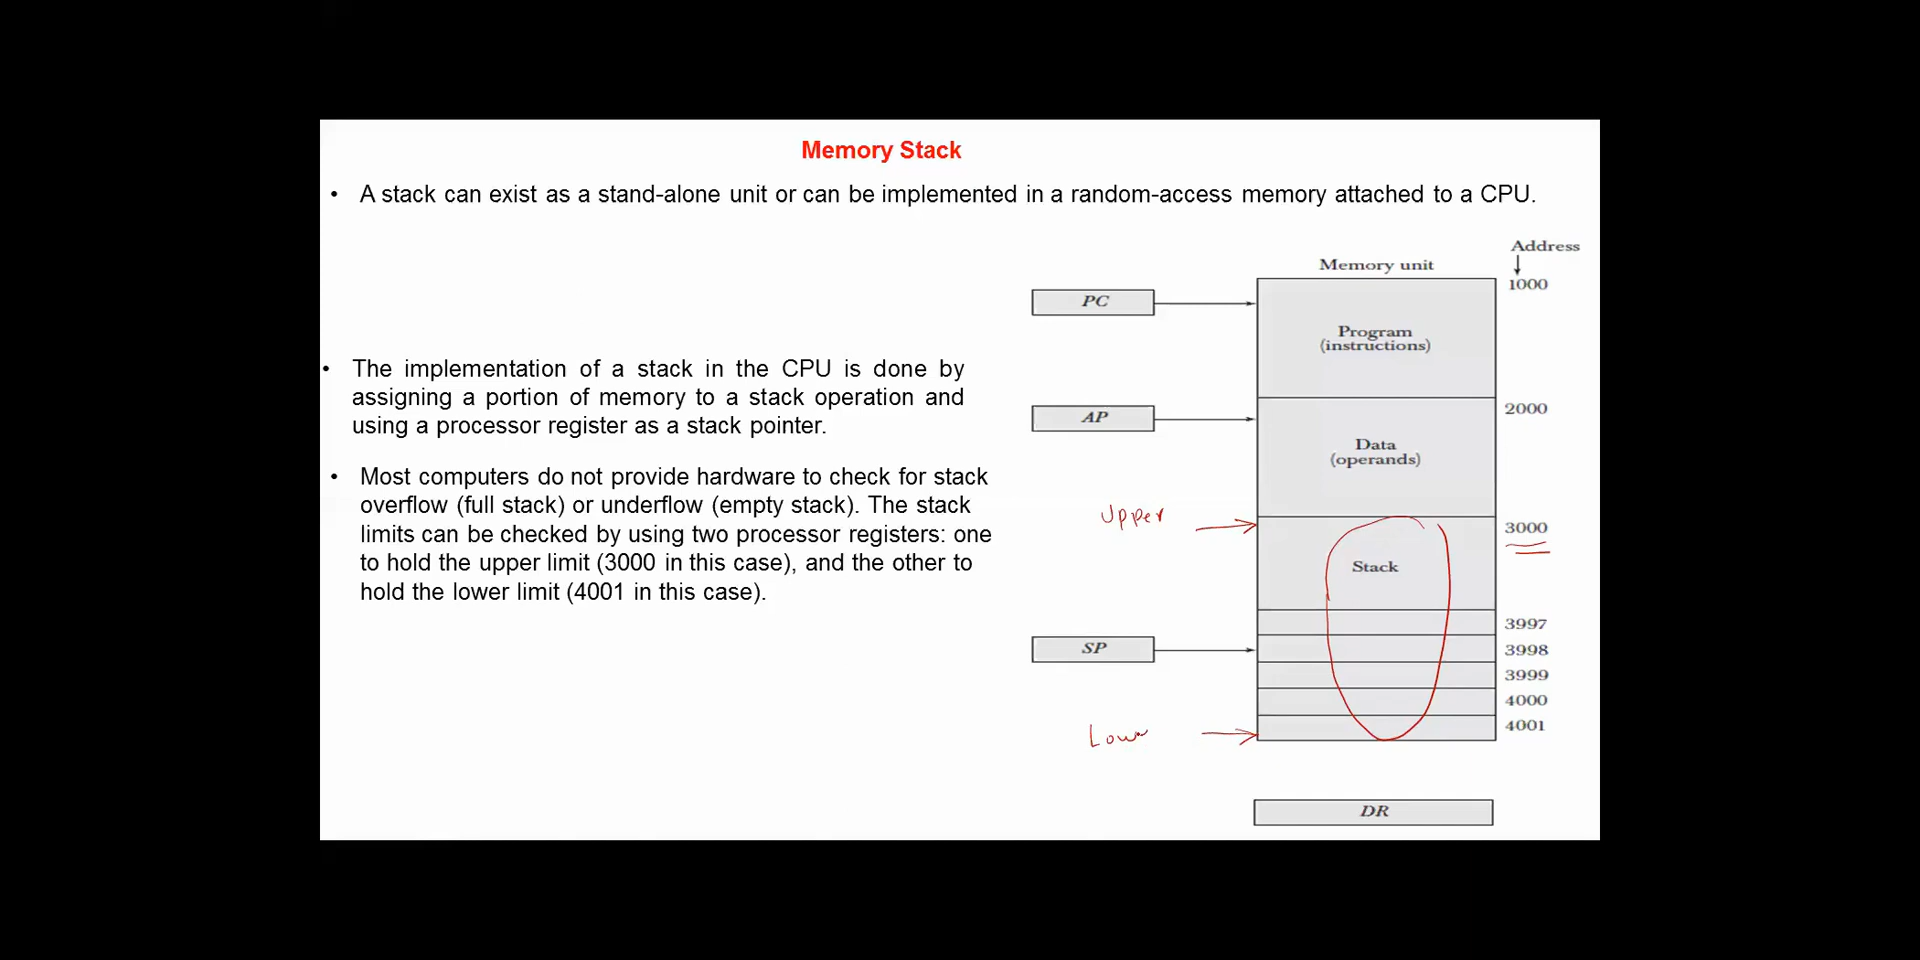 Memory Stack
• A stack can exist as a stand-alone unit or can be implemented in a random-access memory attached to a CPU.
• The implementation of a stack in the CPU is done by
assigning a portion of memory to a stack operation and
using a processor register as a stack pointer.
• Most computers do not provide hardware to check for stack
overflow (full stack) or underflow (empty stack). The stack
limits can be checked by using two processor registers: one
to hold the upper limit (3000 in this case), and the other to
hold the lower limit (4001 in this case).
Address
Memory unit
1000
PC
Program
(instructions)
2000
AP
Data
(operands)
Upper
3000
Stack
3997
SP
3998
3999
4000
4001
Low
DR